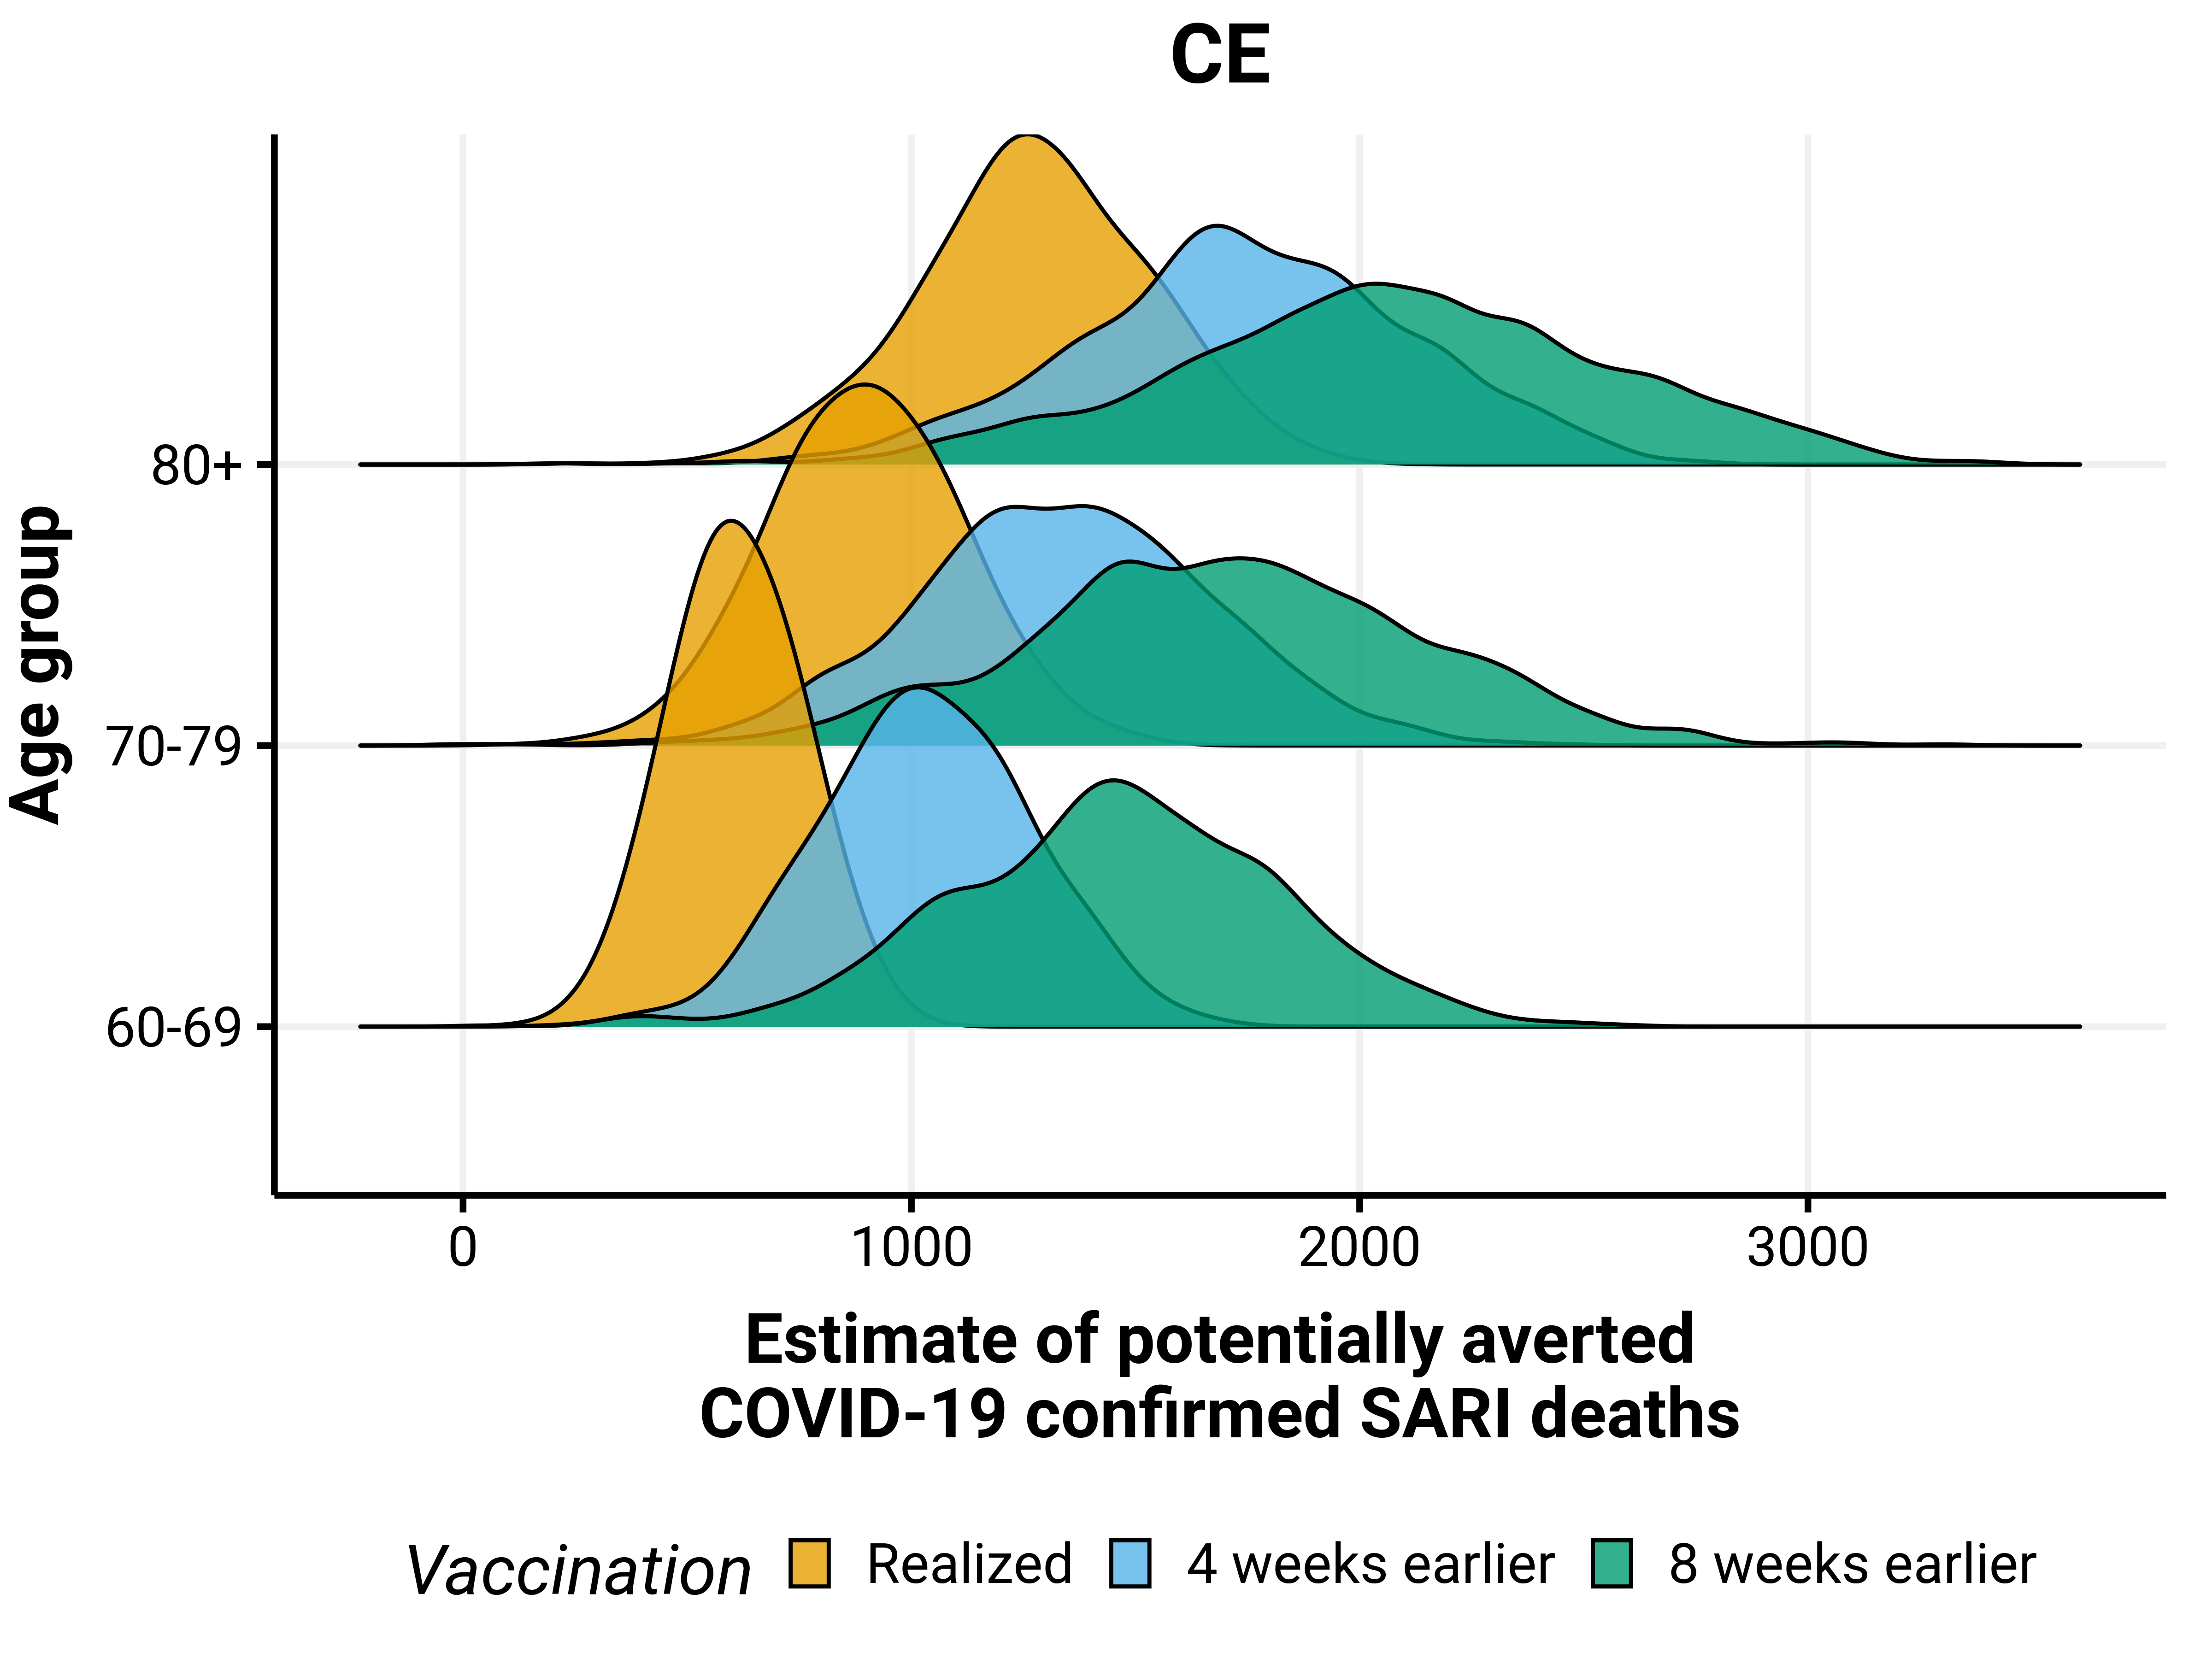 CE
Age group
80+
70-79
60-69
0 1000 2000 3000
Estimate of potentially averted
COVID-19 confirmed SARI deaths
Vaccination Realized 4 weeks earlier 8 weeks earlier